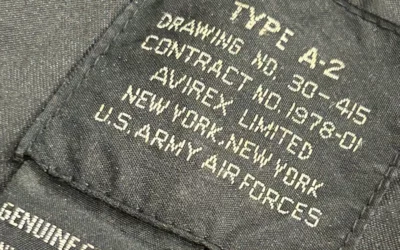 TYPE A-2
DRAWING NO. 30-1415
CONTRACT NO. 1978-01
AVIREX LIMITED
NEW YORK, NEW YORK
U.S. ARMY AIR FORCES
GENUINE